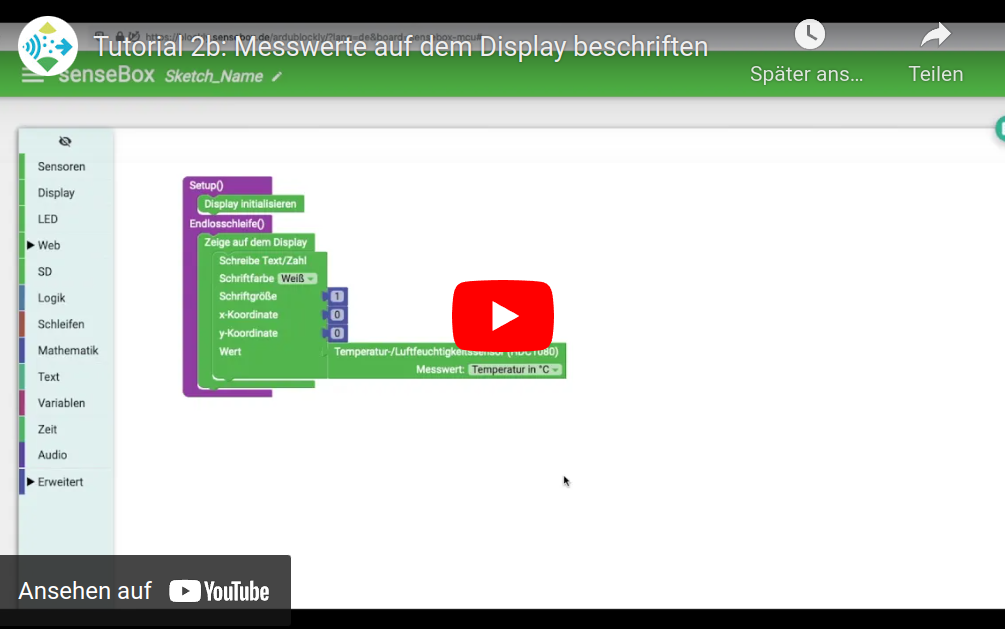 Tutorial 2b: Messwerte auf dem Display beschriften
Später ans...
Teilen
senseBox
Sketch_Name
Sensoren
Display
LED
Web
SD
Logik
Schleifen
Mathematik
Text
Variablen
Zeit
Audio
Erweitert
Setup()
Display initialisieren
Endlosschleife()
Zeige auf dem Display
Schreibe Text/Zahl
Schriftfarbe Weiß
Schriftgröße 1
x-Koordinate 0
y-Koordinate 0
Wert Temperatur-/Luftfeuchtigkeitssensor (HDC1080)
Messwert: Temperatur in °C
Ansehen auf YouTube